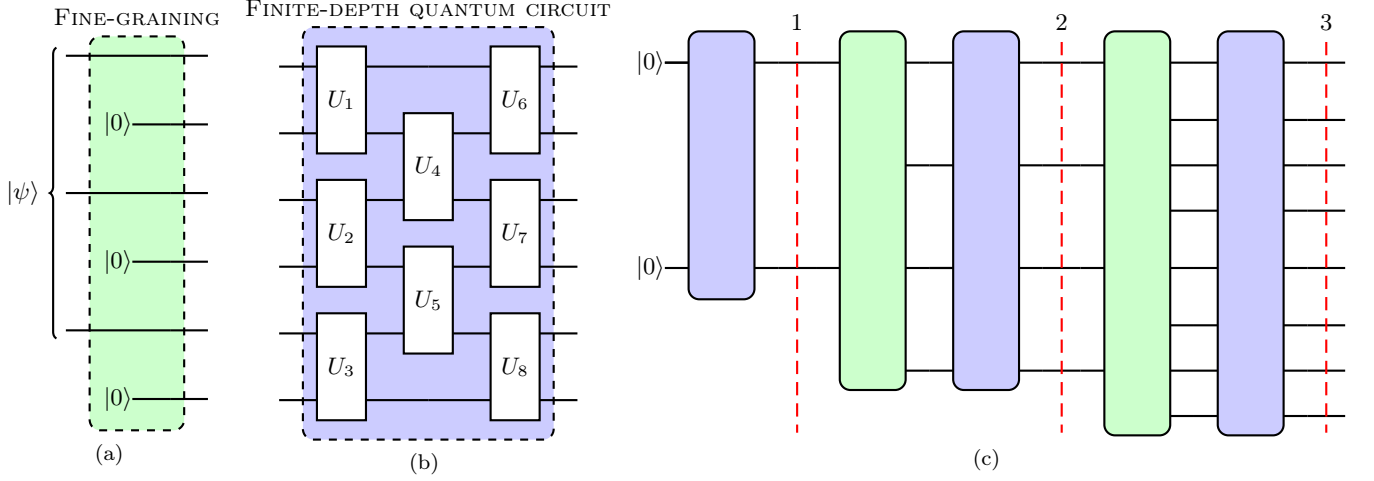 FINE-GRAINING
|ψ⟩
|0⟩
|0⟩
|0⟩
(a)
FINITE-DEPTH QUANTUM CIRCUIT
U₁
U₆
U₄
U₂
U₇
U₅
U₃
U₈
(b)
1
2
3
|0⟩
|0⟩
(c)